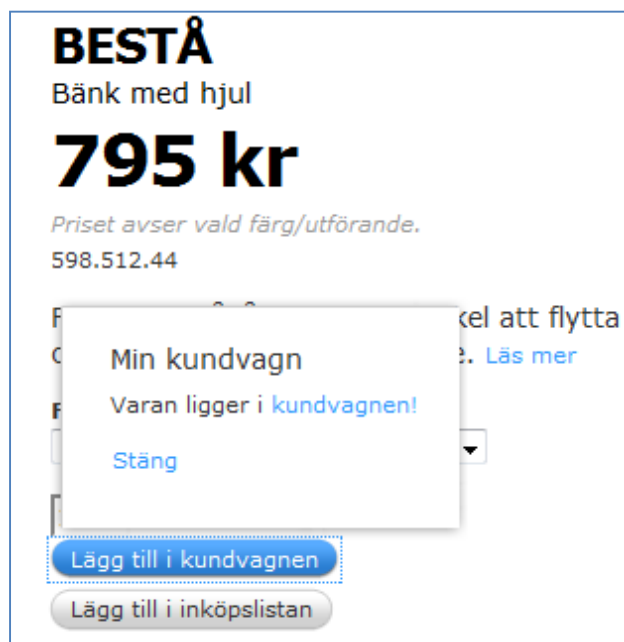 BESTÅ
Bänk med hjul
795 kr
Priset avser vald färg/utförande.
598.512.44
att flytta
Läs mer
Min kundvagn
Varan ligger i kundvagnen!
Stäng
Lägg till i kundvagnen
Lägg till i inköpslistan